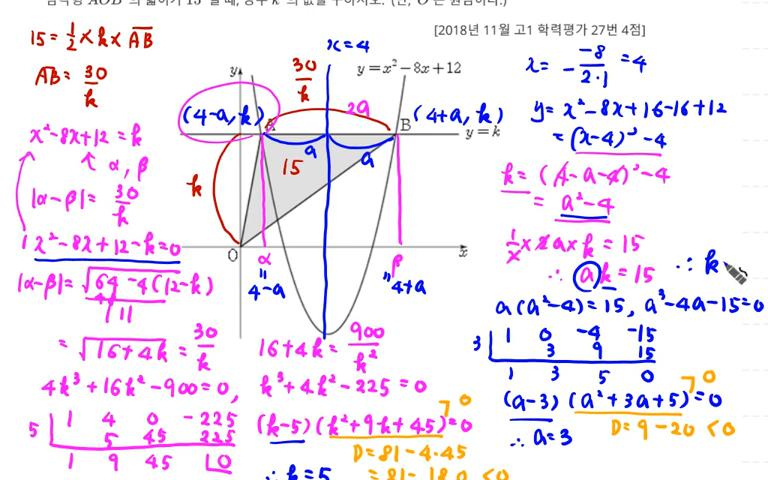 삼각형 AOB 의 넓이가 15 일 때, 상수 k 의 값을 구하시오. (단, O 는 원점이다.)
[2018년 11월 고1 학력평가 27번 4점]
15 = 1/2 × k × AB
AB = 30/k
x² - 8x + 12 = k
α, β
|α - β| = 30/k
x² - 8x + 12 - k = 0
|α - β| = √(64 - 4(12 - k)) / |1|
= √(16 + 4k) = 30/k
16 + 4k = 900/k²
4k³ + 16k² - 900 = 0, k³ + 4k² - 225 = 0
5 | 1 4 0 -225
5 45 225
1 9 45 0
(k-5)(k² + 9k + 45) = 0
> 0
D = 81 - 4·45
= 81 - 180 < 0
∴ k = 5
x = 4
y
30/k
y = x² - 8x + 12
(4-a, k)
A
2a
B
(4+a, k)
y = k
a
a
k
15
O
α
β
x
"
4-a
"
4+a
x = - -8/2·1 = 4
y = x² - 8x + 16 - 16 + 12
= (x-4)² - 4
k = (4-a-4)² - 4
= a² - 4
1/2 × 2a × k = 15
∴ ak = 15
∴ k
a(a² - 4) = 15, a³ - 4a - 15 = 0
3 | 1 0 -4 -15
3 9 15
1 3 5 0
> 0
(a-3)(a² + 3a + 5) = 0
∴ a = 3
D = 9 - 20 < 0